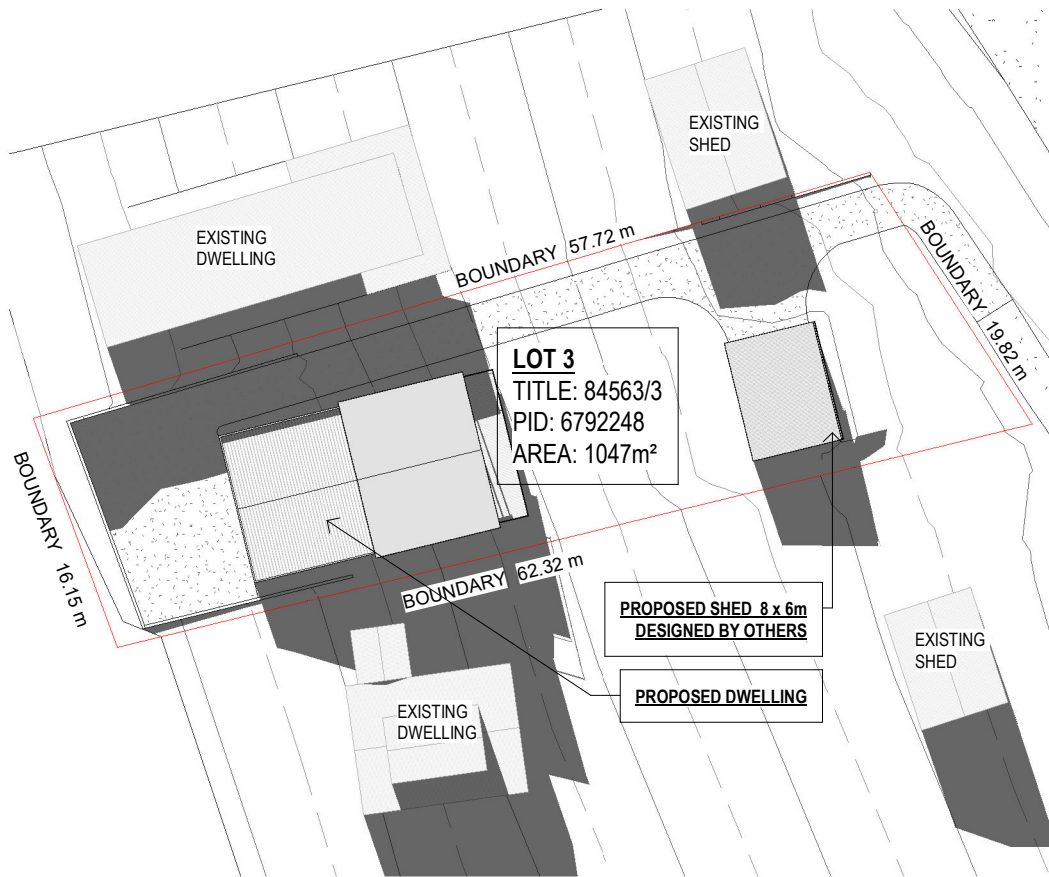 EXISTING
SHED
EXISTING
DWELLING
BOUNDARY 57.72 m
BOUNDARY 19.82 m
LOT 3
TITLE: 84563/3
PID: 6792248
AREA: 1047m²
BOUNDARY 16.15 m
BOUNDARY 62.32 m
PROPOSED SHED 8 x 6m
DESIGNED BY OTHERS
EXISTING
SHED
PROPOSED DWELLING
EXISTING
DWELLING